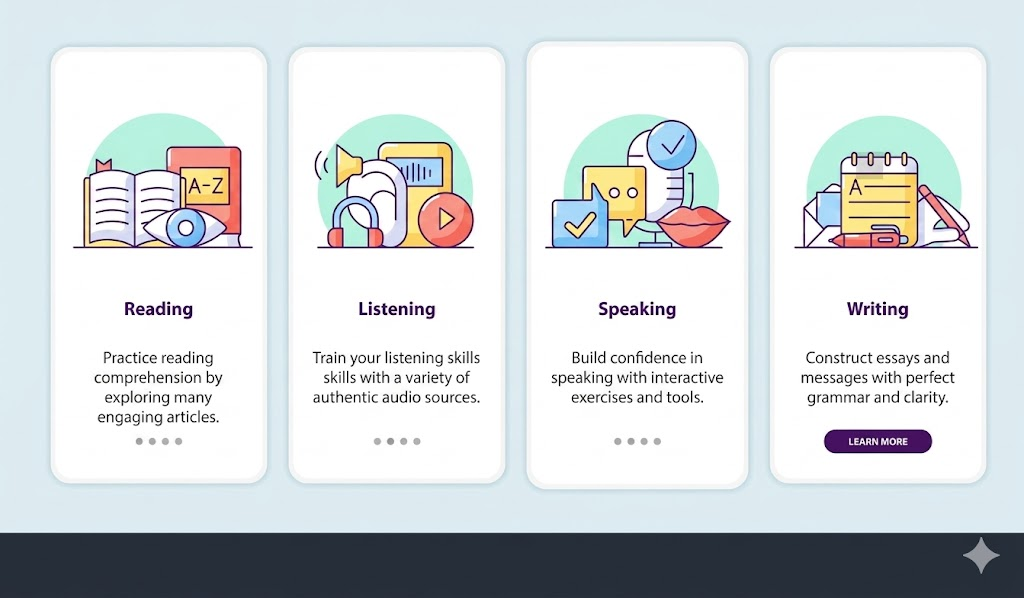 A-Z
Reading
Practice reading
comprehension by
exploring many
engaging articles.
Listening
Train your listening skills
skills with a variety of
authentic audio sources.
Speaking
Build confidence in
speaking with interactive
exercises and tools.
A
Writing
Construct essays and
messages with perfect
grammar and clarity.
LEARN MORE